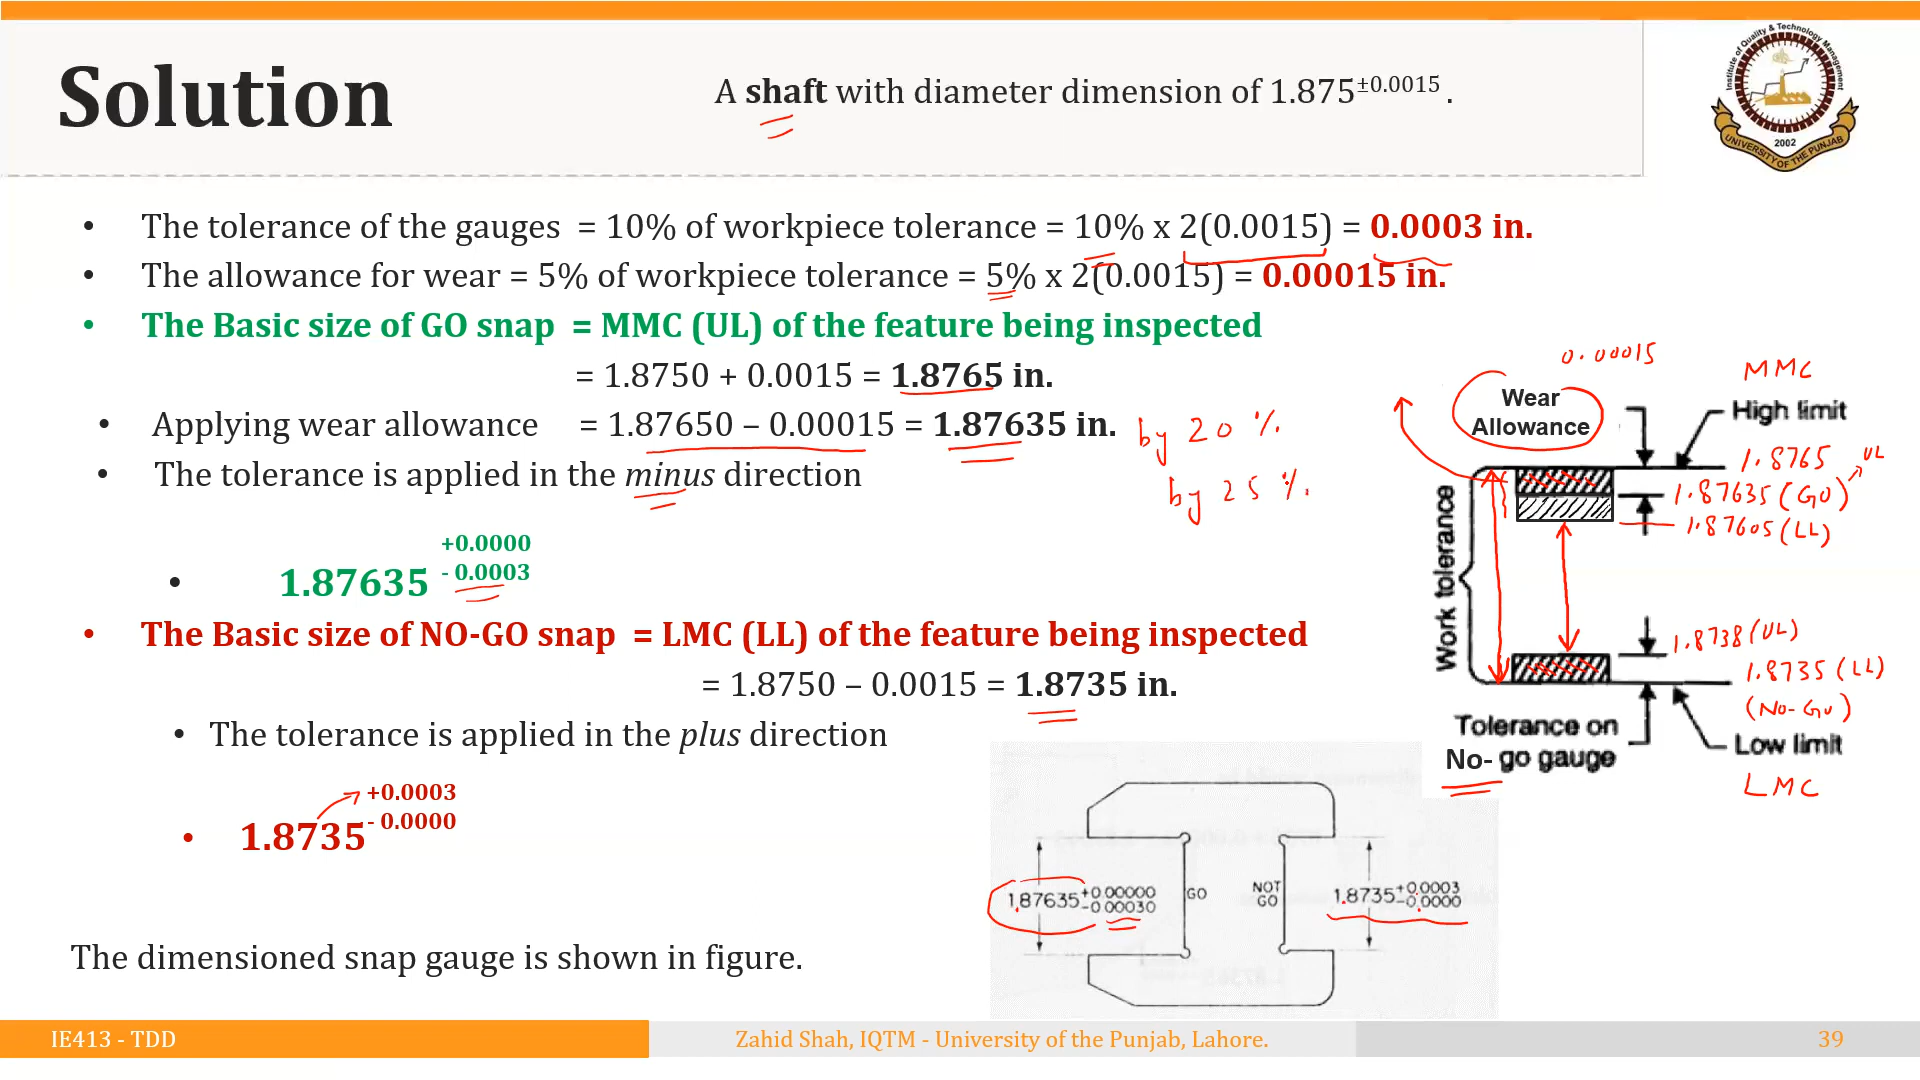 Solution
A shaft with diameter dimension of 1.875±0.0015 .
Institute of Quality & Technology Management
2002
UNIVERSITY OF THE PUNJAB
• The tolerance of the gauges = 10% of workpiece tolerance = 10% x 2(0.0015) = 0.0003 in.
• The allowance for wear = 5% of workpiece tolerance = 5% x 2(0.0015) = 0.00015 in.
• The Basic size of GO snap = MMC (UL) of the feature being inspected
= 1.8750 + 0.0015 = 1.8765 in.
• Applying wear allowance = 1.87650 – 0.00015 = 1.87635 in.
by 20 %
• The tolerance is applied in the minus direction
by 25 %
+0.0000
• 1.87635 - 0.0003
• The Basic size of NO-GO snap = LMC (LL) of the feature being inspected
= 1.8750 – 0.0015 = 1.8735 in.
• The tolerance is applied in the plus direction
+0.0003
• 1.8735 - 0.0000
The dimensioned snap gauge is shown in figure.
0.00015
MMC
Wear
Allowance
High limit
1.8765
UL
1.87635 (GO)
1.87605 (LL)
Work tolerance
1.8738 (UL)
1.8735 (LL)
(No-Go)
Tolerance on
No- go gauge
Low limit
LMC
1.87635 +0.00000 -0.00030
GO
NOT GO
1.8735 +0.0003 -0.0000
IE413 - TDD
Zahid Shah, IQTM - University of the Punjab, Lahore.
39